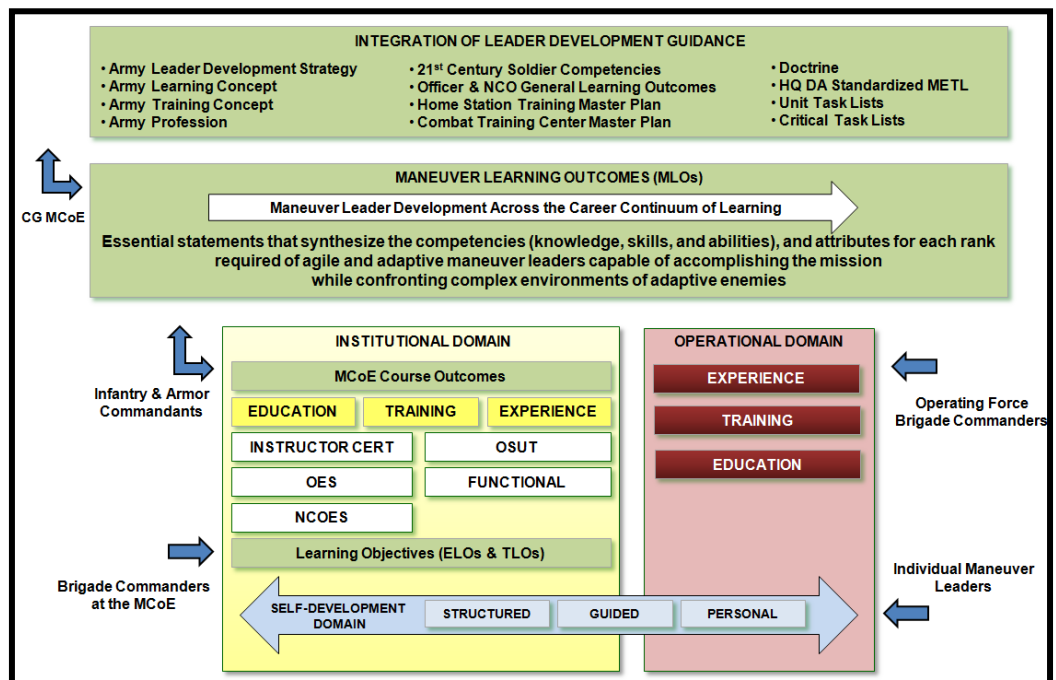 INTEGRATION OF LEADER DEVELOPMENT GUIDANCE
• Army Leader Development Strategy
• Army Learning Concept
• Army Training Concept
• Army Profession
• 21st Century Soldier Competencies
• Officer & NCO General Learning Outcomes
• Home Station Training Master Plan
• Combat Training Center Master Plan
• Doctrine
• HQ DA Standardized METL
• Unit Task Lists
• Critical Task Lists
CG MCoE
MANEUVER LEARNING OUTCOMES (MLOs)
Maneuver Leader Development Across the Career Continuum of Learning
Essential statements that synthesize the competencies (knowledge, skills, and abilities), and attributes for each rank
required of agile and adaptive maneuver leaders capable of accomplishing the mission
while confronting complex environments of adaptive enemies
Infantry & Armor
Commandants
INSTITUTIONAL DOMAIN
MCoE Course Outcomes
EDUCATION
TRAINING
EXPERIENCE
INSTRUCTOR CERT
OSUT
OES
FUNCTIONAL
NCOES
Learning Objectives (ELOs & TLOs)
Brigade Commanders
at the MCoE
OPERATIONAL DOMAIN
EXPERIENCE
TRAINING
EDUCATION
Operating Force
Brigade Commanders
SELF-DEVELOPMENT
DOMAIN
STRUCTURED
GUIDED
PERSONAL
Individual Maneuver
Leaders